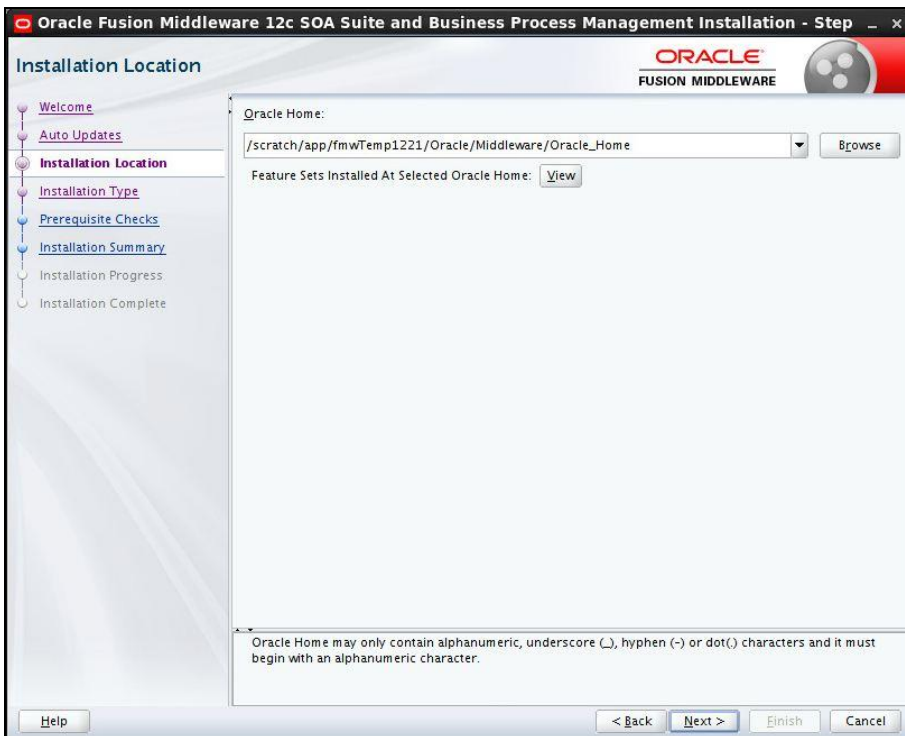 Oracle Fusion Middleware 12c SOA Suite and Business Process Management Installation - Step
Installation Location
ORACLE
FUSION MIDDLEWARE
Welcome
Auto Updates
Installation Location
Installation Type
Prerequisite Checks
Installation Summary
Installation Progress
Installation Complete
Oracle Home:
/scratch/app/fmwTemp1221/Oracle/Middleware/Oracle_Home
Browse
Feature Sets Installed At Selected Oracle Home: View
Oracle Home may only contain alphanumeric, underscore (_), hyphen (-) or dot(.) characters and it must
begin with an alphanumeric character.
Help
< Back Next > Finish Cancel